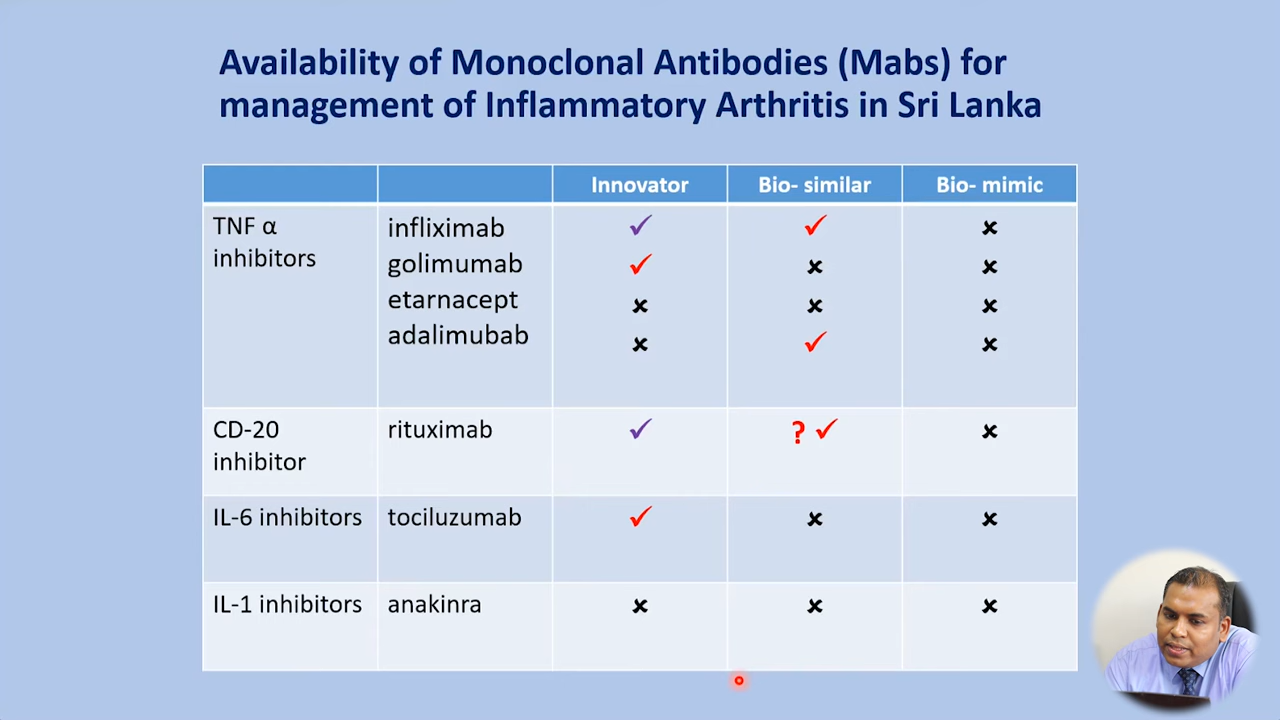 Availability of Monoclonal Antibodies (Mabs) for
management of Inflammatory Arthritis in Sri Lanka
Innovator Bio- similar Bio- mimic
TNF α
inhibitors
infliximab ✓ ✓ ✗
golimumab ✓ ✗ ✗
etarnacept ✗ ✗ ✗
adalimubab ✗ ✓ ✗
CD-20
inhibitor
rituximab ✓ ? ✓ ✗
IL-6 inhibitors tociluzumab ✓ ✗ ✗
IL-1 inhibitors anakinra ✗ ✗ ✗